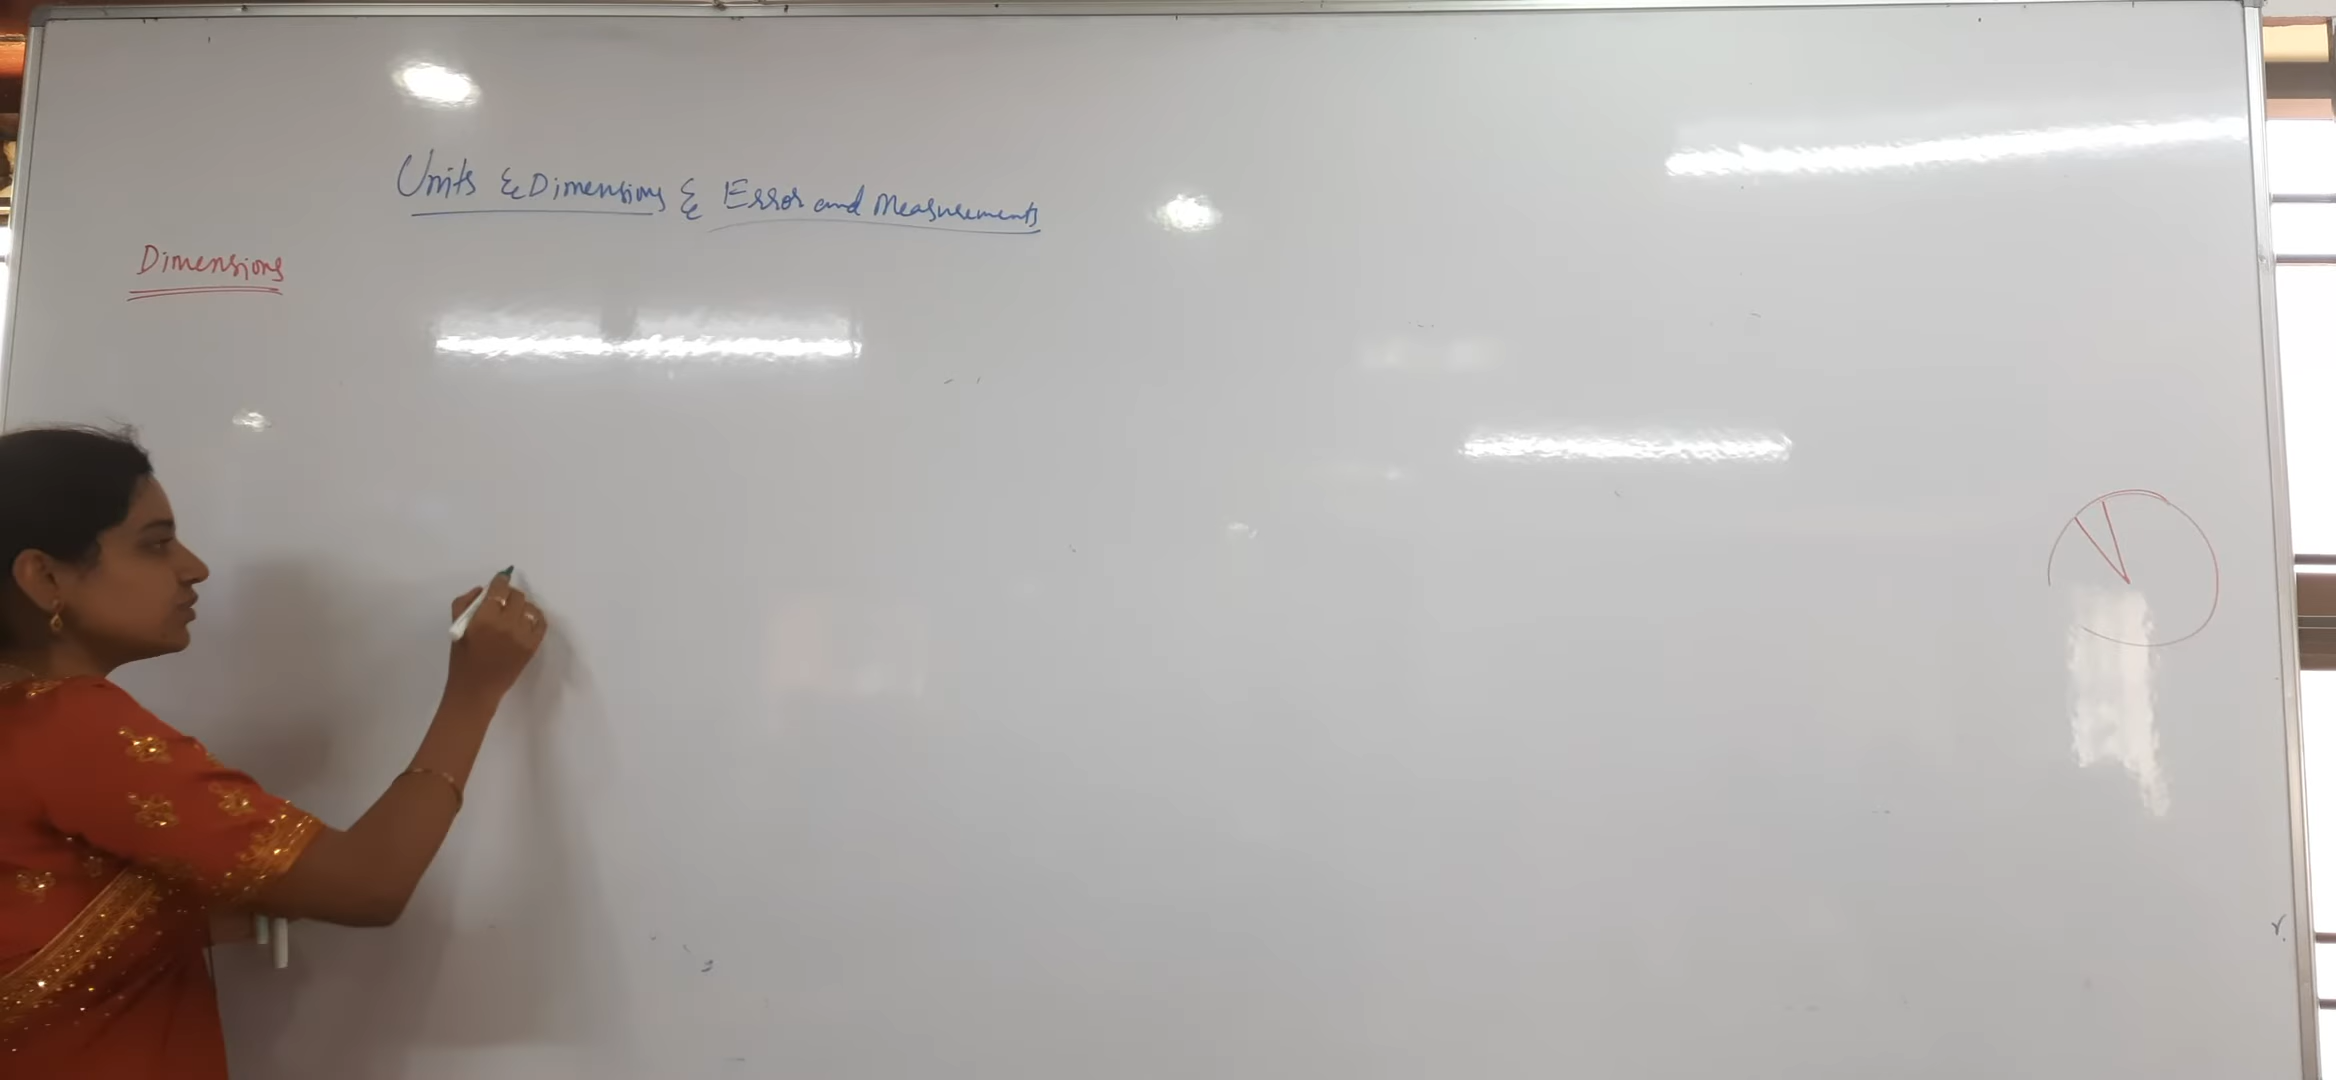 Units & Dimensions & Error and Measurements
Dimensions